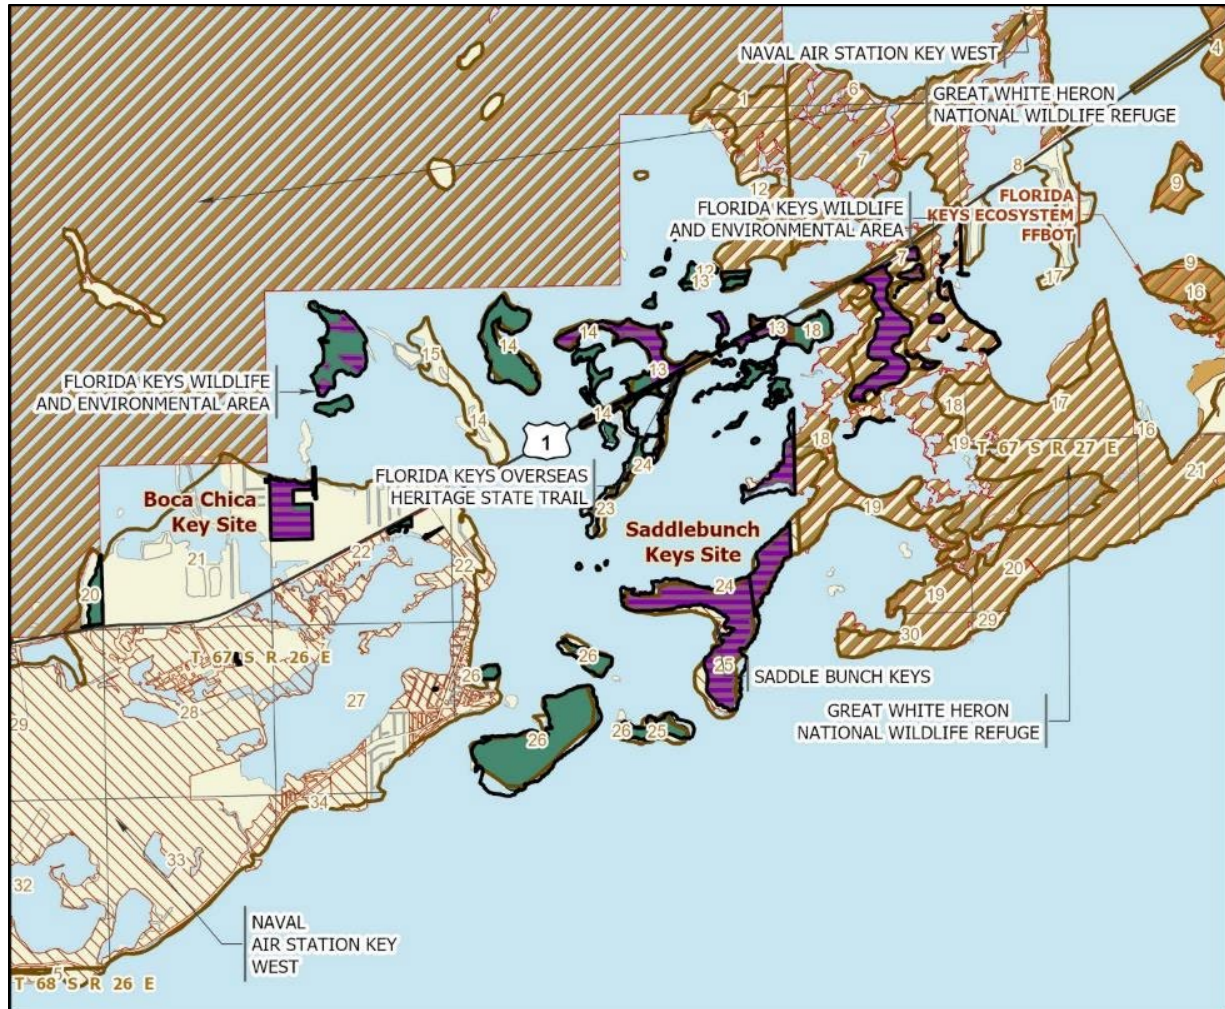 NAVAL AIR STATION KEY WEST
4
GREAT WHITE HERON
NATIONAL WILDLIFE REFUGE
1
6
7
8
9
12
FLORIDA KEYS WILDLIFE
AND ENVIRONMENTAL AREA
FLORIDA
KEYS ECOSYSTEM
FFBOT
7
17
9
16
12
13
14
13
18
15
14
13
FLORIDA KEYS WILDLIFE
AND ENVIRONMENTAL AREA
14
14
1
18
17
16
18
19
T 67 S R 27 E
21
24
FLORIDA KEYS OVERSEAS
HERITAGE STATE TRAIL
23
19
Boca Chica
Key Site
Saddlebunch
Keys Site
21
22
22
20
24
20
19
29
30
T 67 S R 26 E
26
26
25
SADDLE BUNCH KEYS
29
28
27
GREAT WHITE HERON
NATIONAL WILDLIFE REFUGE
26
26
25
34
33
32
NAVAL
AIR STATION KEY
WEST
5
T 68 S R 26 E